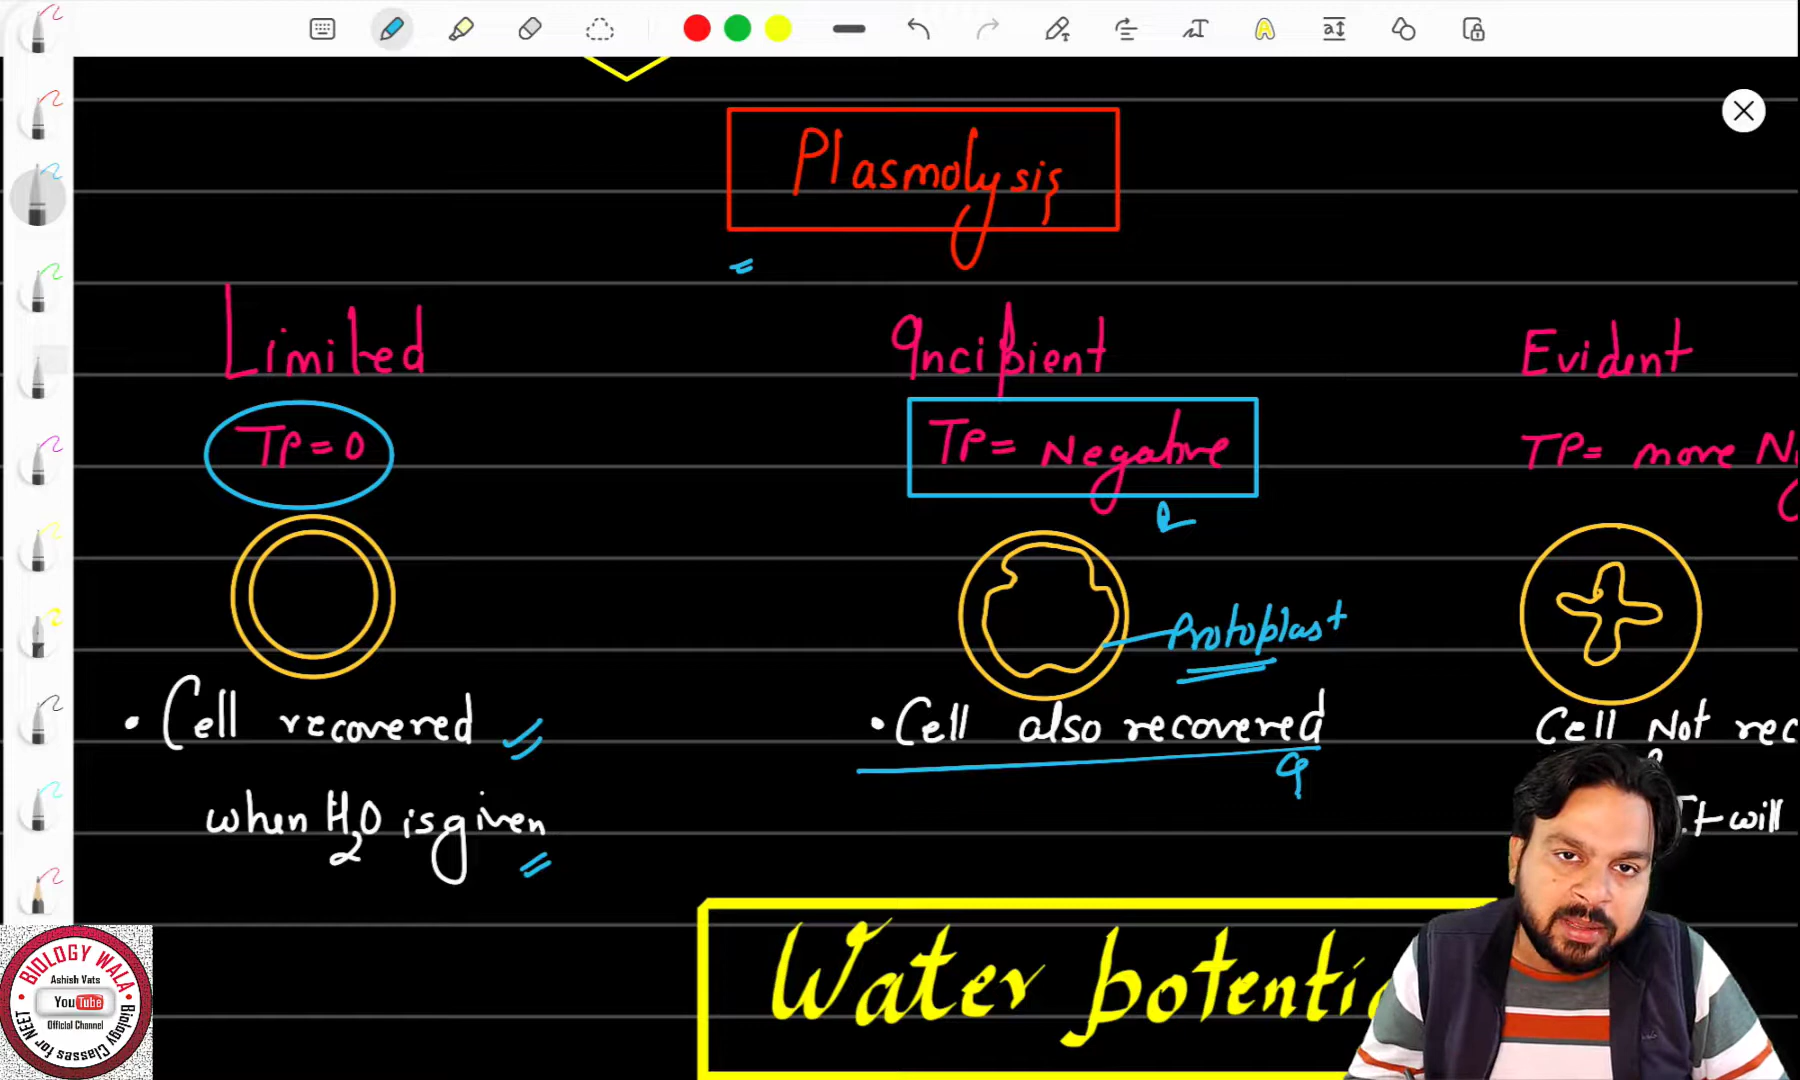 Plasmolysis
Limited
Incipient
Evident
TP=0
TP= Negative
TP= more N
Protoplast
• Cell recovered
• Cell also recovered
Cell Not rec
when H2O is given
It will
Water potenti
BIOLOGY WALA
Ashish Vats
YouTube
Official Channel
Biology Classes for NEET